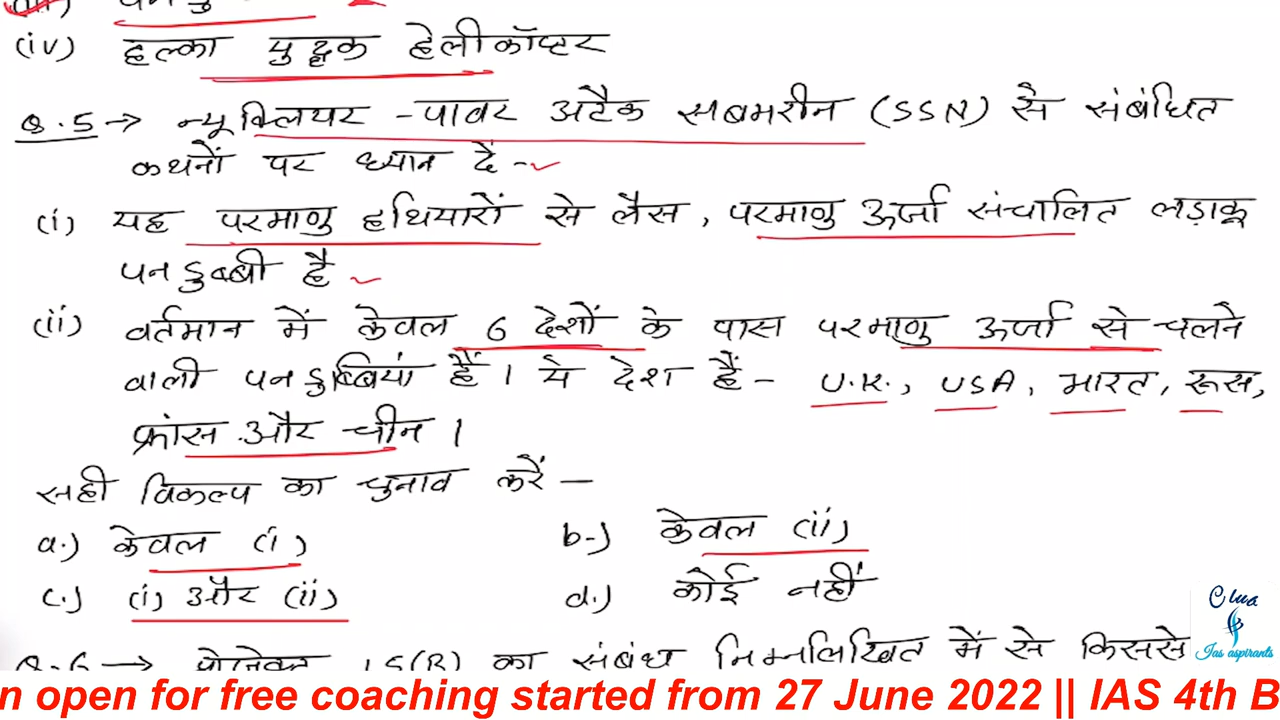 (iv) हल्का युद्धक हेलीकॉप्टर
Q.5→ न्यूक्लियर -पावर अटैक सबमरीन (SSN) से संबंधित
कथनों पर ध्यान दें -
(i) यह परमाणु हथियारों से लैस, परमाणु ऊर्जा संचालित लड़ाकू
पनडुब्बी है
(ii) वर्तमान में केवल 6 देशों के पास परमाणु ऊर्जा से चलने
वाली पनडुब्बियां हैं। ये देश हैं - U.K., USA, भारत, रूस,
फ्रांस और चीन।
सही विकल्प का चुनाव करें -
a.) केवल (i) b.) केवल (ii)
c.) (i) और (ii) d.) कोई नहीं
Q.6 → का संबंध निम्नलिखित में से किससे
Ias aspirants
n open for free coaching started from 27 June 2022 || IAS 4th B